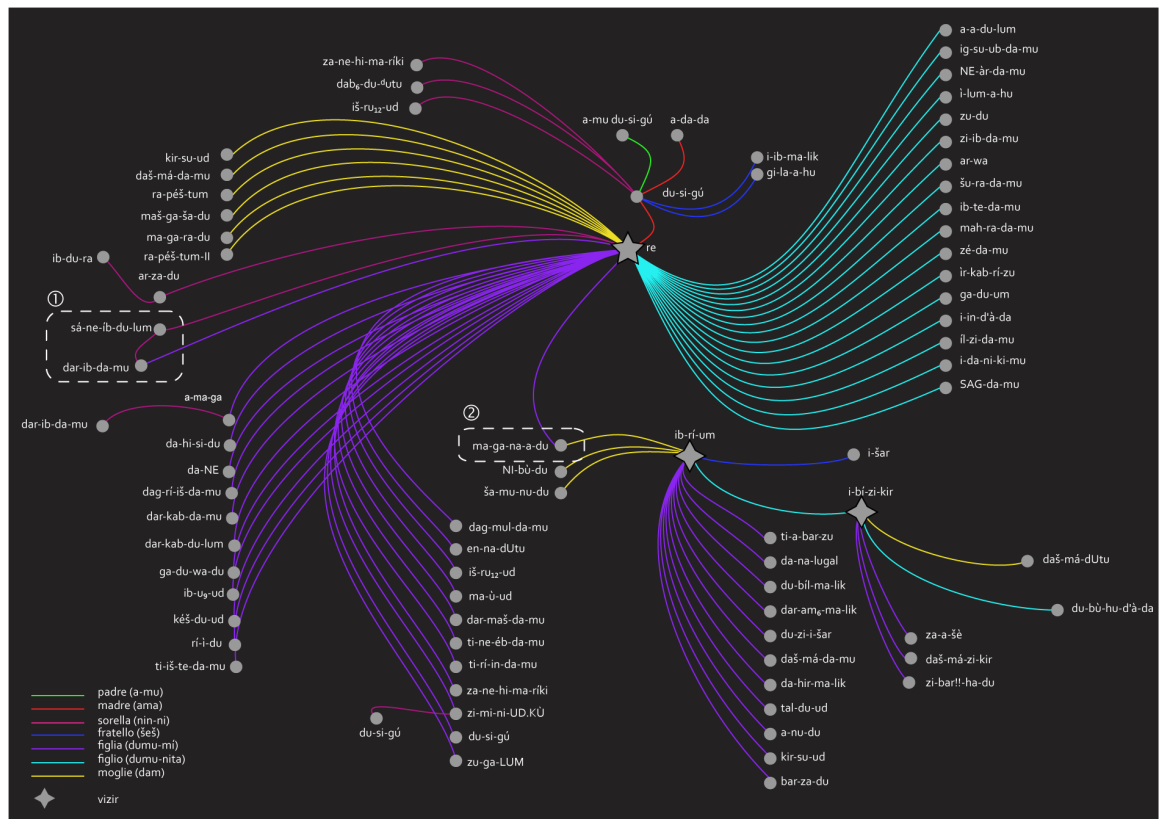 za-ne-hi-ma-ríki
dab₆-du-ᵈutu
iš-ru₁₂-ud
a-mu du-si-gú
a-da-da
i-ib-ma-lik
gi-la-a-hu
du-si-gú
re
kir-su-ud
daš-má-da-mu
ra-péš-tum
maš-ga-ša-du
ma-ga-ra-du
ra-péš-tum-II
ib-du-ra
ar-za-du
①
sá-ne-íb-du-lum
dar-ib-da-mu
a-a-du-lum
ig-su-ub-da-mu
NE-àr-da-mu
ì-lum-a-hu
zu-du
zi-ib-da-mu
ar-wa
šu-ra-da-mu
ib-te-da-mu
mah-ra-da-mu
zé-da-mu
ìr-kab-rí-zu
ga-du-um
i-in-d'à-da
íl-zi-da-mu
i-da-ni-ki-mu
SAG-da-mu
a-ma-ga
dar-ib-da-mu
da-hi-si-du
da-NE
dag-rí-iš-da-mu
dar-kab-da-mu
dar-kab-du-lum
ga-du-wa-du
ib-u₉-ud
kéš-du-ud
rí-ì-du
ti-iš-te-da-mu
②
ma-ga-na-a-du
NI-bù-du
ša-mu-nu-du
ib-rí-um
i-šar
i-bí-zi-kir
daš-má-dUtu
du-bù-hu-d'à-da
za-a-šè
daš-má-zi-kir
zi-bar!!-ha-du
dag-mul-da-mu
en-na-dUtu
iš-ru₁₂-ud
ma-ù-ud
dar-maš-da-mu
ti-ne-éb-da-mu
ti-rí-in-da-mu
za-ne-hi-ma-ríki
zi-mi-ni-UD.KÙ
du-si-gú
du-si-gú
zu-ga-LUM
ti-a-bar-zu
da-na-lugal
du-bíl-ma-lik
dar-am₆-ma-lik
du-zi-i-šar
daš-má-da-mu
da-hir-ma-lik
tal-du-ud
a-nu-du
kir-su-ud
bar-za-du
padre (a-mu)
madre (ama)
sorella (nin-ni)
fratello (šeš)
figlia (dumu-mí)
figlio (dumu-nita)
moglie (dam)
vizir